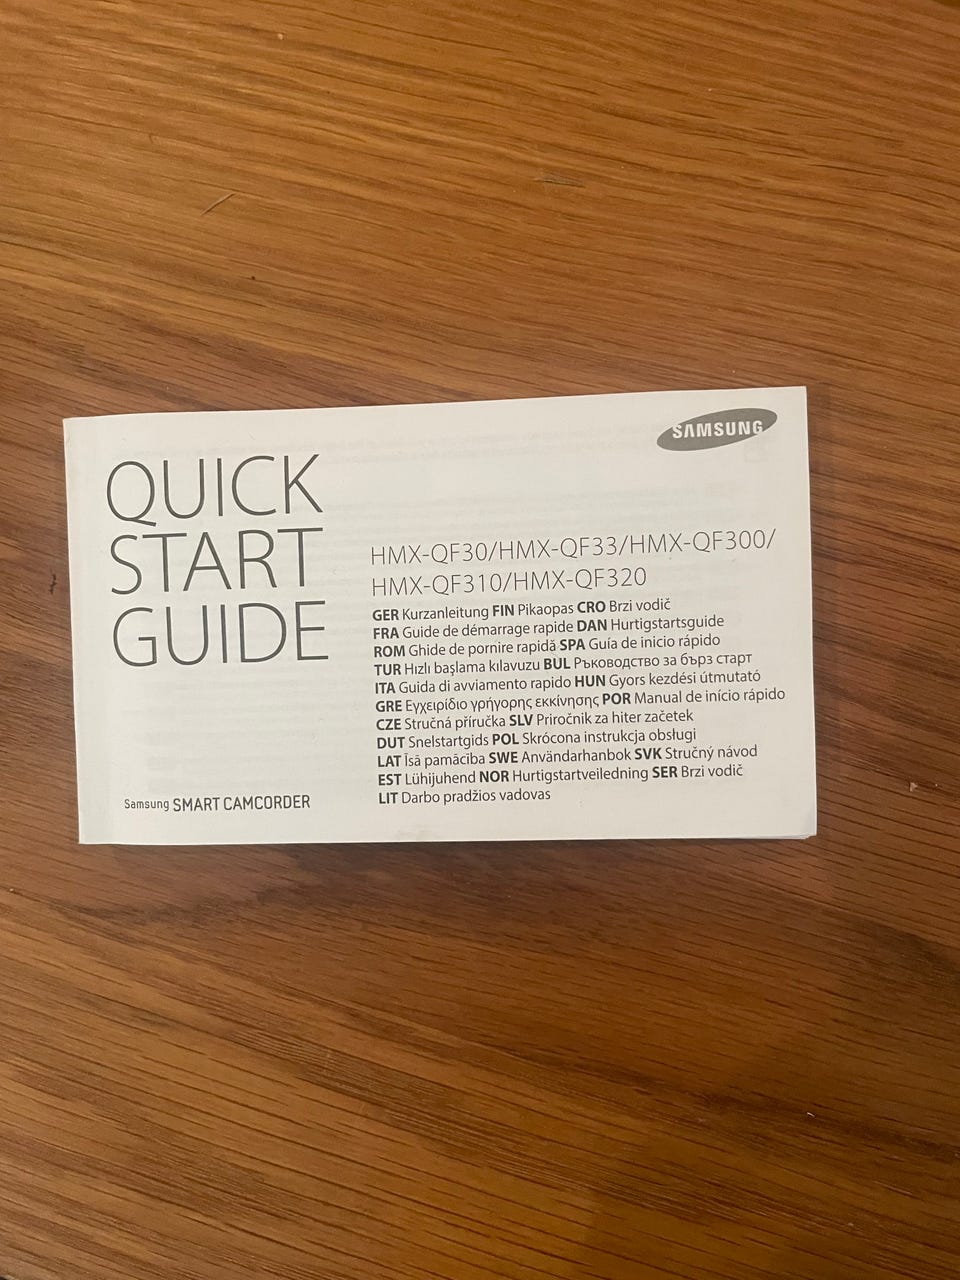 SAMSUNG
QUICK
START
GUIDE
HMX-QF30/HMX-QF33/HMX-QF300/
HMX-QF310/HMX-QF320
GER Kurzanleitung FIN Pikaopas CRO Brzi vodič
FRA Guide de démarrage rapide DAN Hurtigstartsguide
ROM Ghide de pornire rapidă SPA Guía de inicio rápido
TUR Hızlı başlama kılavuzu BUL Ръководство за бърз старт
ITA Guida di avviamento rapido HUN Gyors kezdési útmutató
GRE Εγχειρίδιο γρήγορης εκκίνησης POR Manual de início rápido
CZE Stručná příručka SLV Priročnik za hiter začetek
DUT Snelstartgids POL Skrócona instrukcja obsługi
LAT Īsā pamācība SWE Användarhanbok SVK Stručný návod
EST Lühijuhend NOR Hurtigstartveiledning SER Brzi vodič
LIT Darbo pradžios vadovas
Samsung SMART CAMCORDER